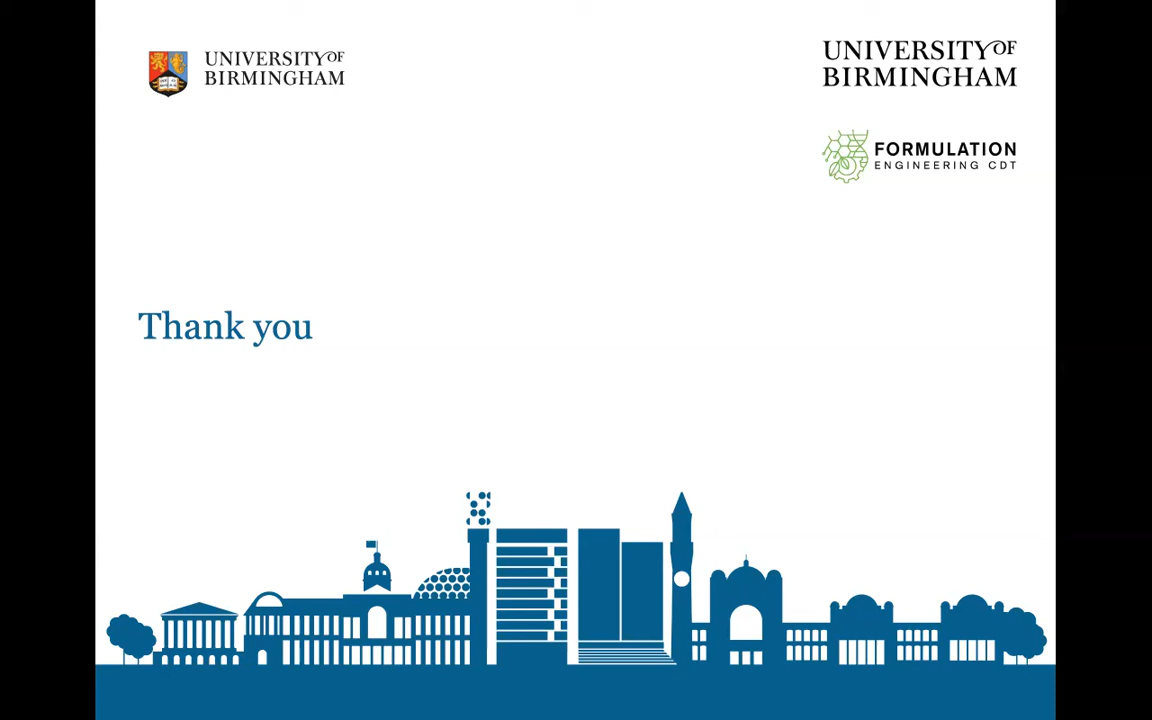 UNIVERSITY OF
BIRMINGHAM
UNIVERSITY OF
BIRMINGHAM
FORMULATION
ENGINEERING CDT
Thank you